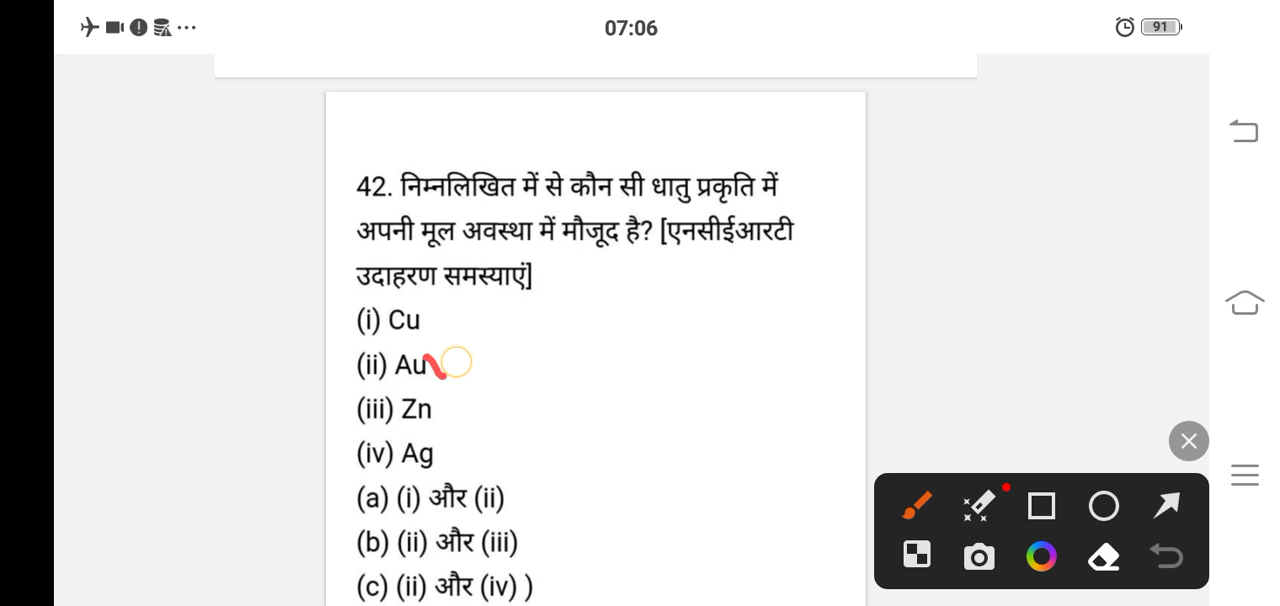 07:06
91
42. निम्नलिखित में से कौन सी धातु प्रकृति में
अपनी मूल अवस्था में मौजूद है? [एनसीईआरटी
उदाहरण समस्याएं]
(i) Cu
(ii) Au
(iii) Zn
(iv) Ag
(a) (i) और (ii)
(b) (ii) और (iii)
(c) (ii) और (iv) )